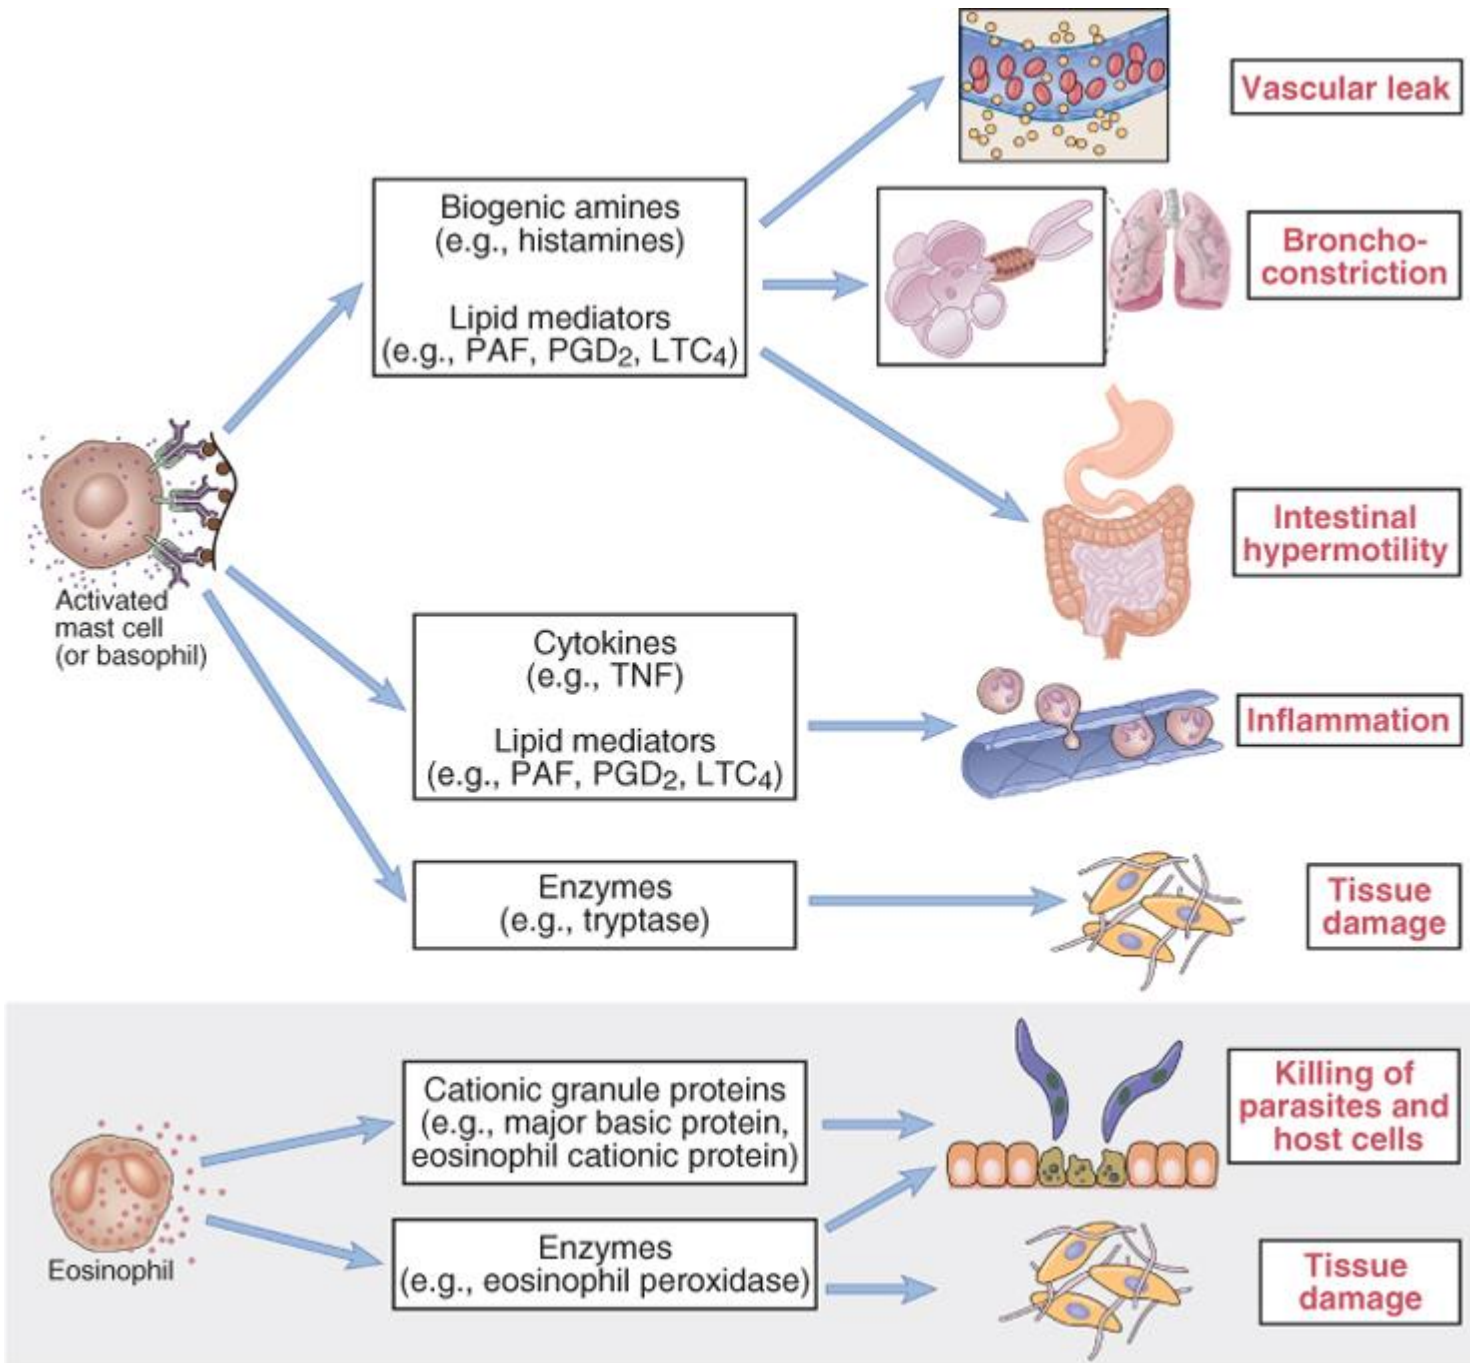 Vascular leak
Biogenic amines
(e.g., histamines)
Lipid mediators
(e.g., PAF, PGD₂, LTC₄)
Broncho-
constriction
Intestinal
hypermotility
Activated
mast cell
(or basophil)
Cytokines
(e.g., TNF)
Lipid mediators
(e.g., PAF, PGD₂, LTC₄)
Inflammation
Enzymes
(e.g., tryptase)
Tissue
damage
Eosinophil
Cationic granule proteins
(e.g., major basic protein,
eosinophil cationic protein)
Killing of
parasites and
host cells
Enzymes
(e.g., eosinophil peroxidase)
Tissue
damage